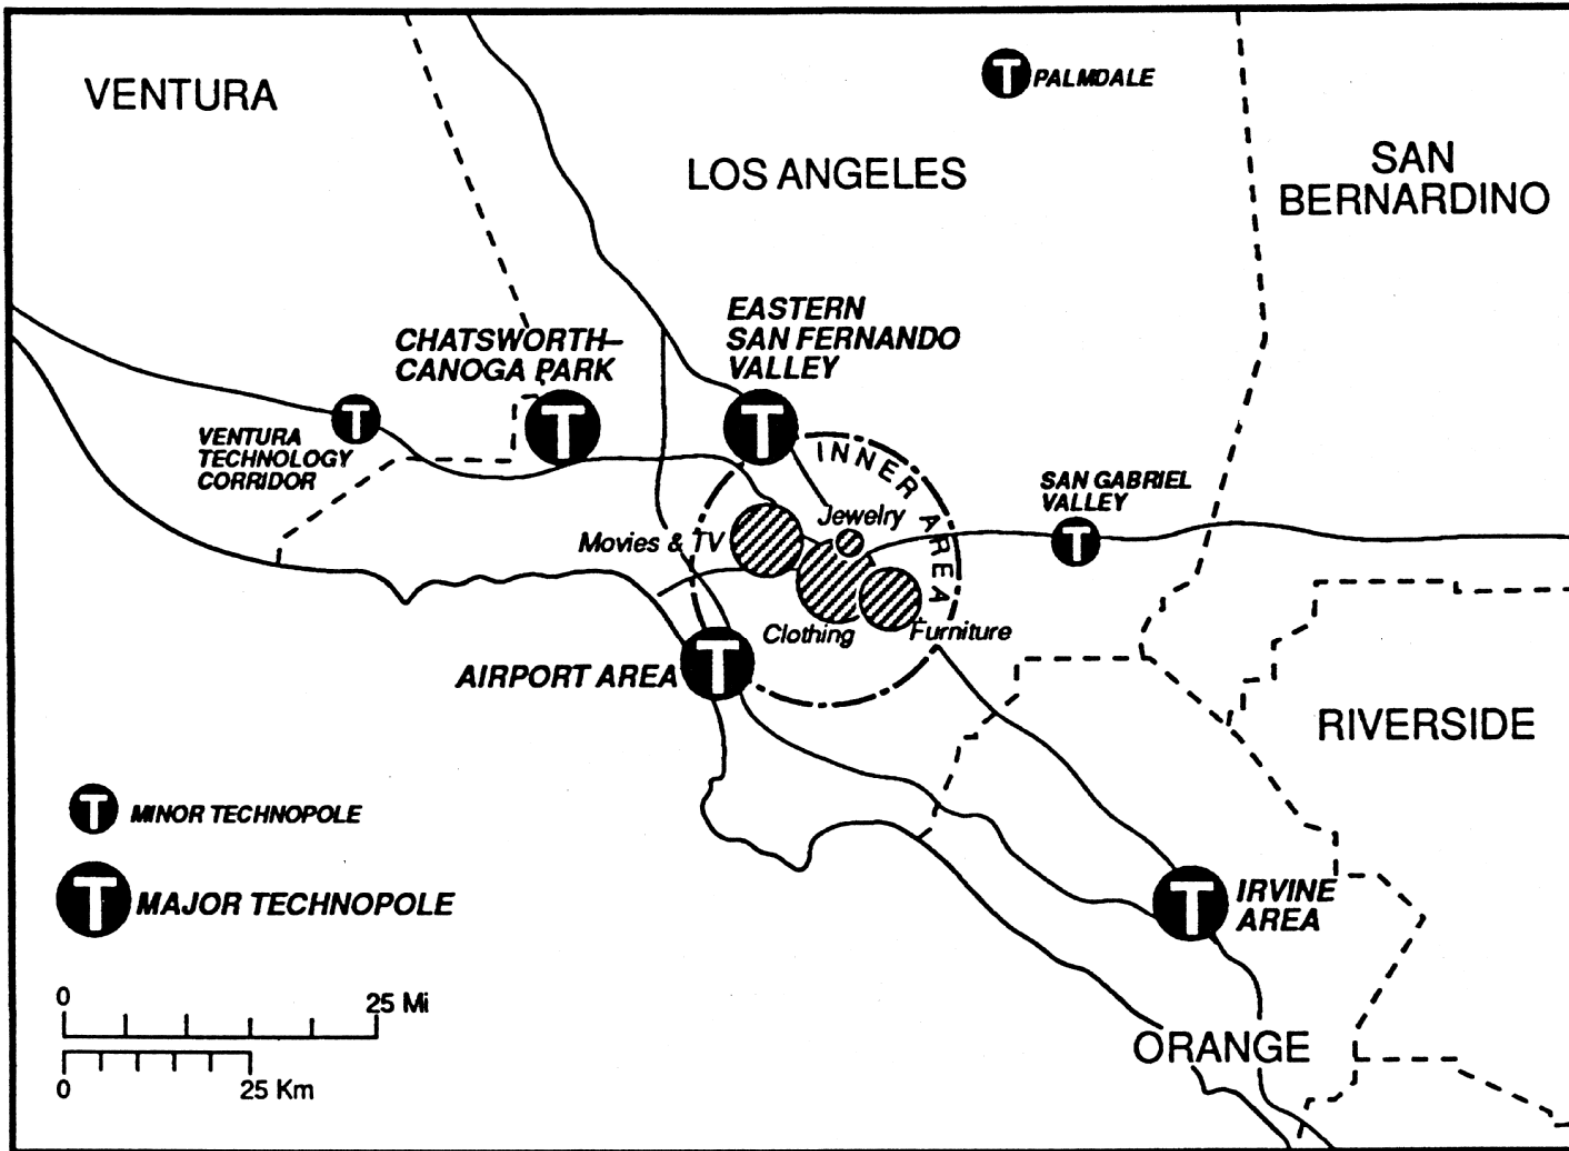 VENTURA
T PALMDALE
LOS ANGELES
SAN
BERNARDINO
EASTERN
SAN FERNANDO
VALLEY
CHATSWORTH–
CANOGA PARK
T
T
T
VENTURA
TECHNOLOGY
CORRIDOR
INNER AREA
SAN GABRIEL
VALLEY
T
Jewelry
Movies & TV
Clothing
Furniture
AIRPORT AREA
T
RIVERSIDE
T MINOR TECHNOPOLE
T MAJOR TECHNOPOLE
T
IRVINE
AREA
0 25 Mi
0 25 Km
ORANGE